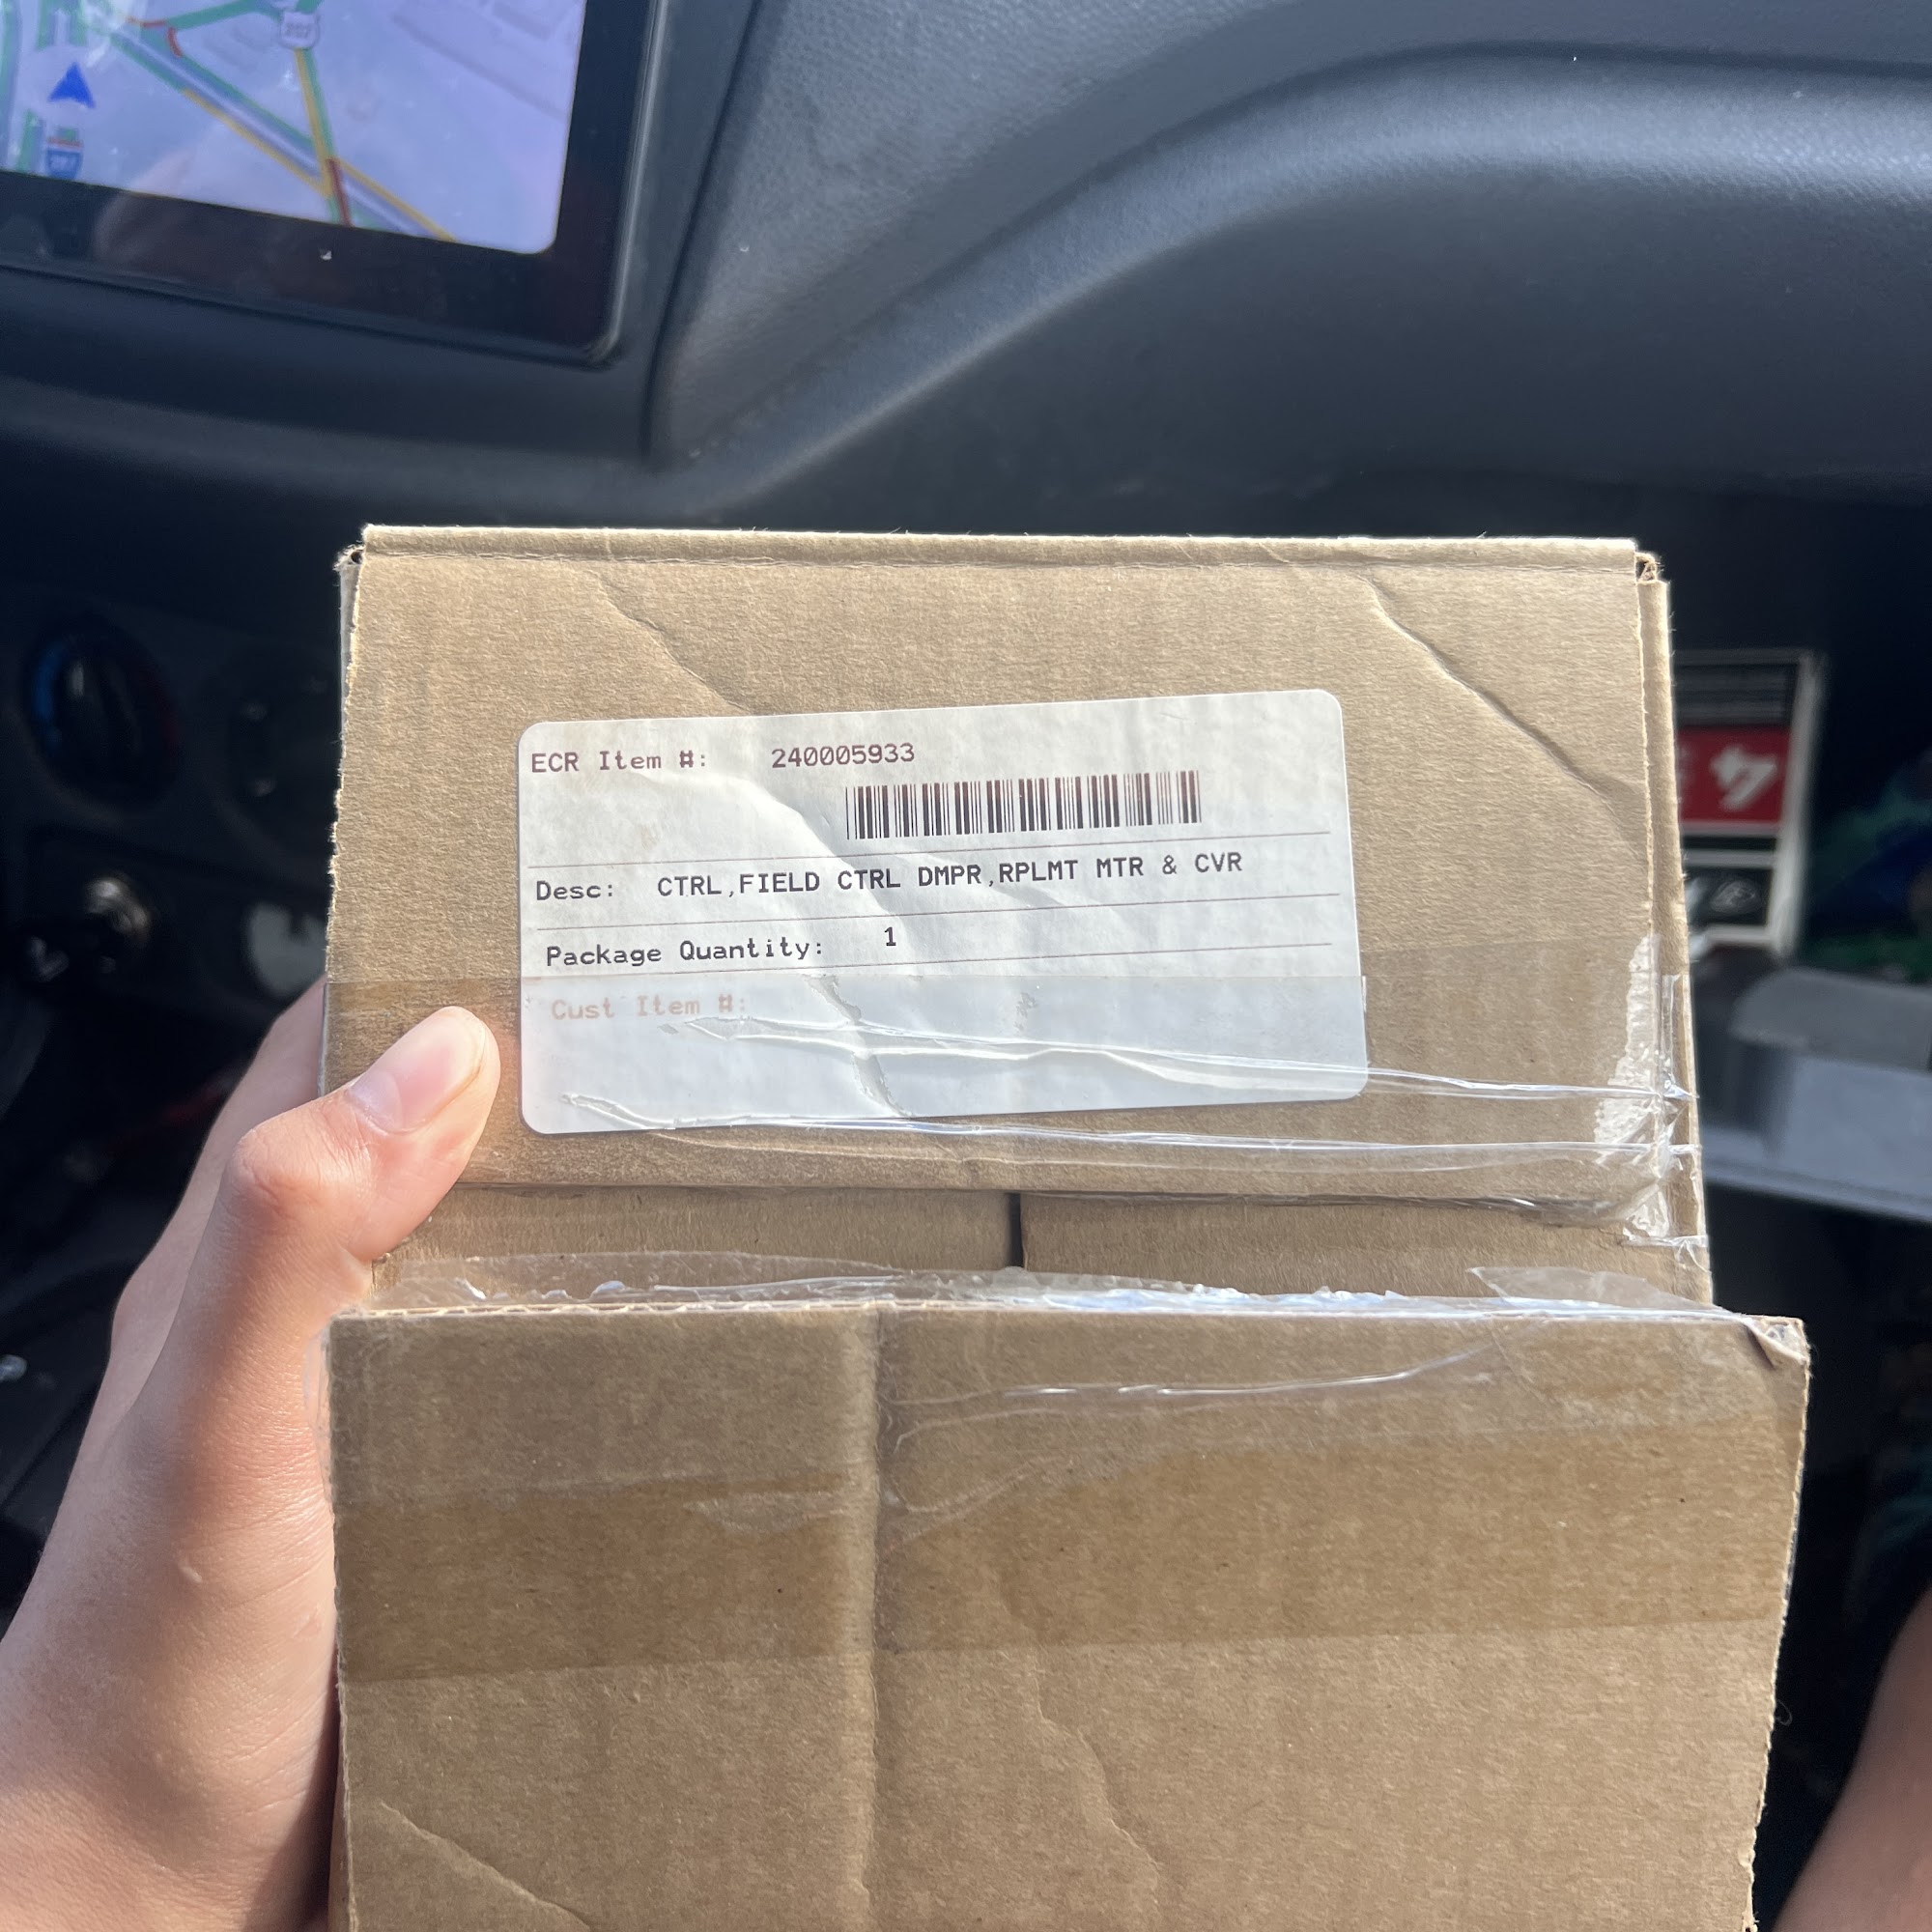 ECR Item #: 240005933
Desc: CTRL,FIELD CTRL DMPR,RPLMT MTR & CVR
Package Quantity: 1
Cust Item #: